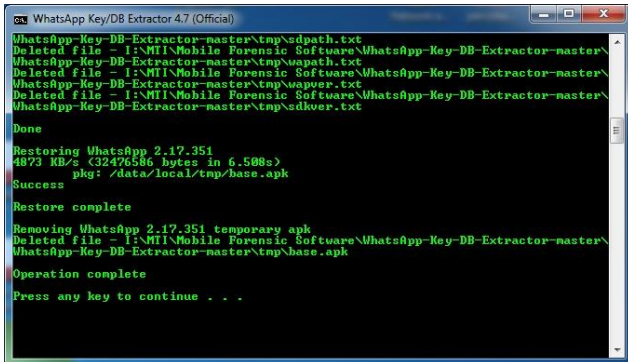 WhatsApp Key/DB Extractor 4.7 (Official)
WhatsApp-Key-DB-Extractor-master\tmp\sdpath.txt
Deleted file - I:\MTI\Mobile Forensic Software\WhatsApp-Key-DB-Extractor-master\
WhatsApp-Key-DB-Extractor-master\tmp\wapath.txt
Deleted file - I:\MTI\Mobile Forensic Software\WhatsApp-Key-DB-Extractor-master\
WhatsApp-Key-DB-Extractor-master\tmp\wapver.txt
Deleted file - I:\MTI\Mobile Forensic Software\WhatsApp-Key-DB-Extractor-master\
WhatsApp-Key-DB-Extractor-master\tmp\sdkver.txt
Done
Restoring WhatsApp 2.17.351
4873 KB/s (32476586 bytes in 6.508s)
pkg: /data/local/tmp/base.apk
Success
Restore complete
Removing WhatsApp 2.17.351 temporary apk
Deleted file - I:\MTI\Mobile Forensic Software\WhatsApp-Key-DB-Extractor-master\
WhatsApp-Key-DB-Extractor-master\tmp\base.apk
Operation complete
Press any key to continue . . .